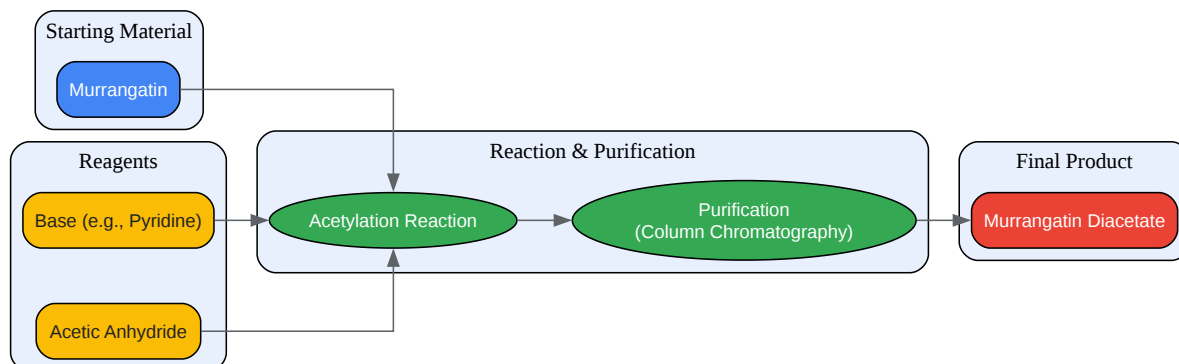 Starting Material
Murrangatin
Reagents
Base (e.g., Pyridine)
Acetic Anhydride
Reaction & Purification
Acetylation Reaction
Purification
(Column Chromatography)
Final Product
Murrangatin Diacetate